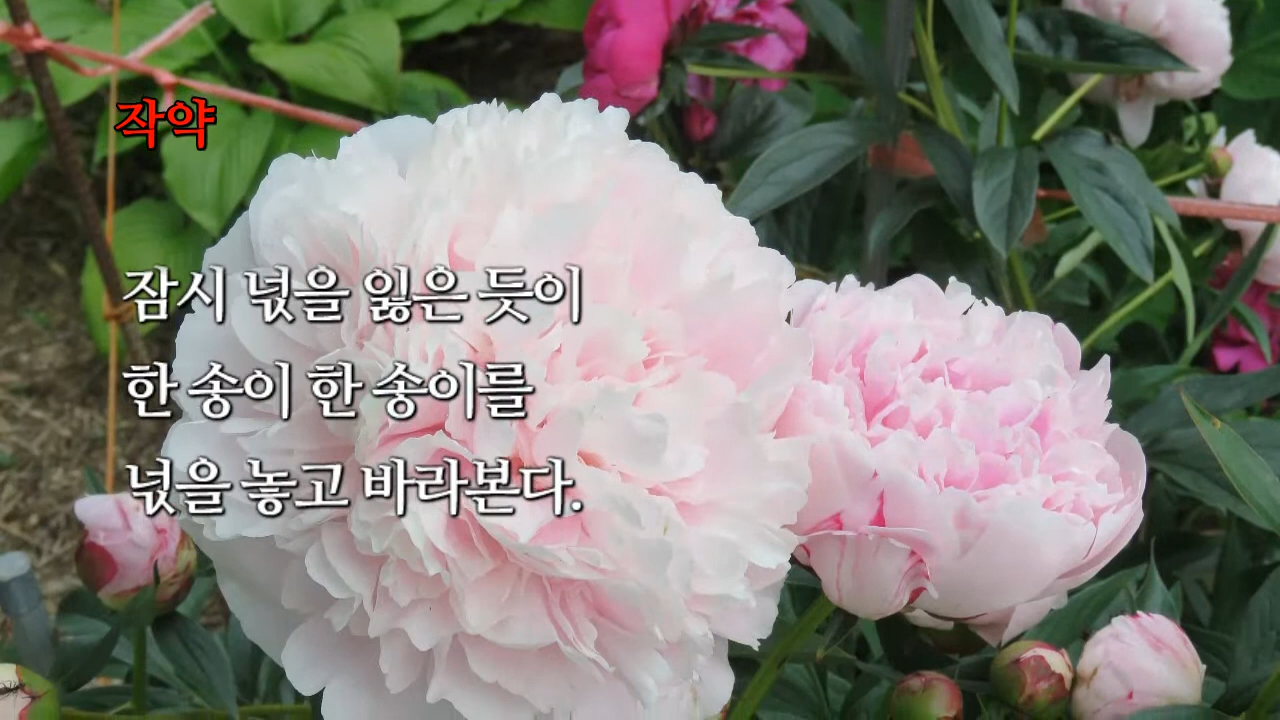 작약
잠시 넋을 잃은 듯이
한 송이 한 송이를
넋을 놓고 바라본다.